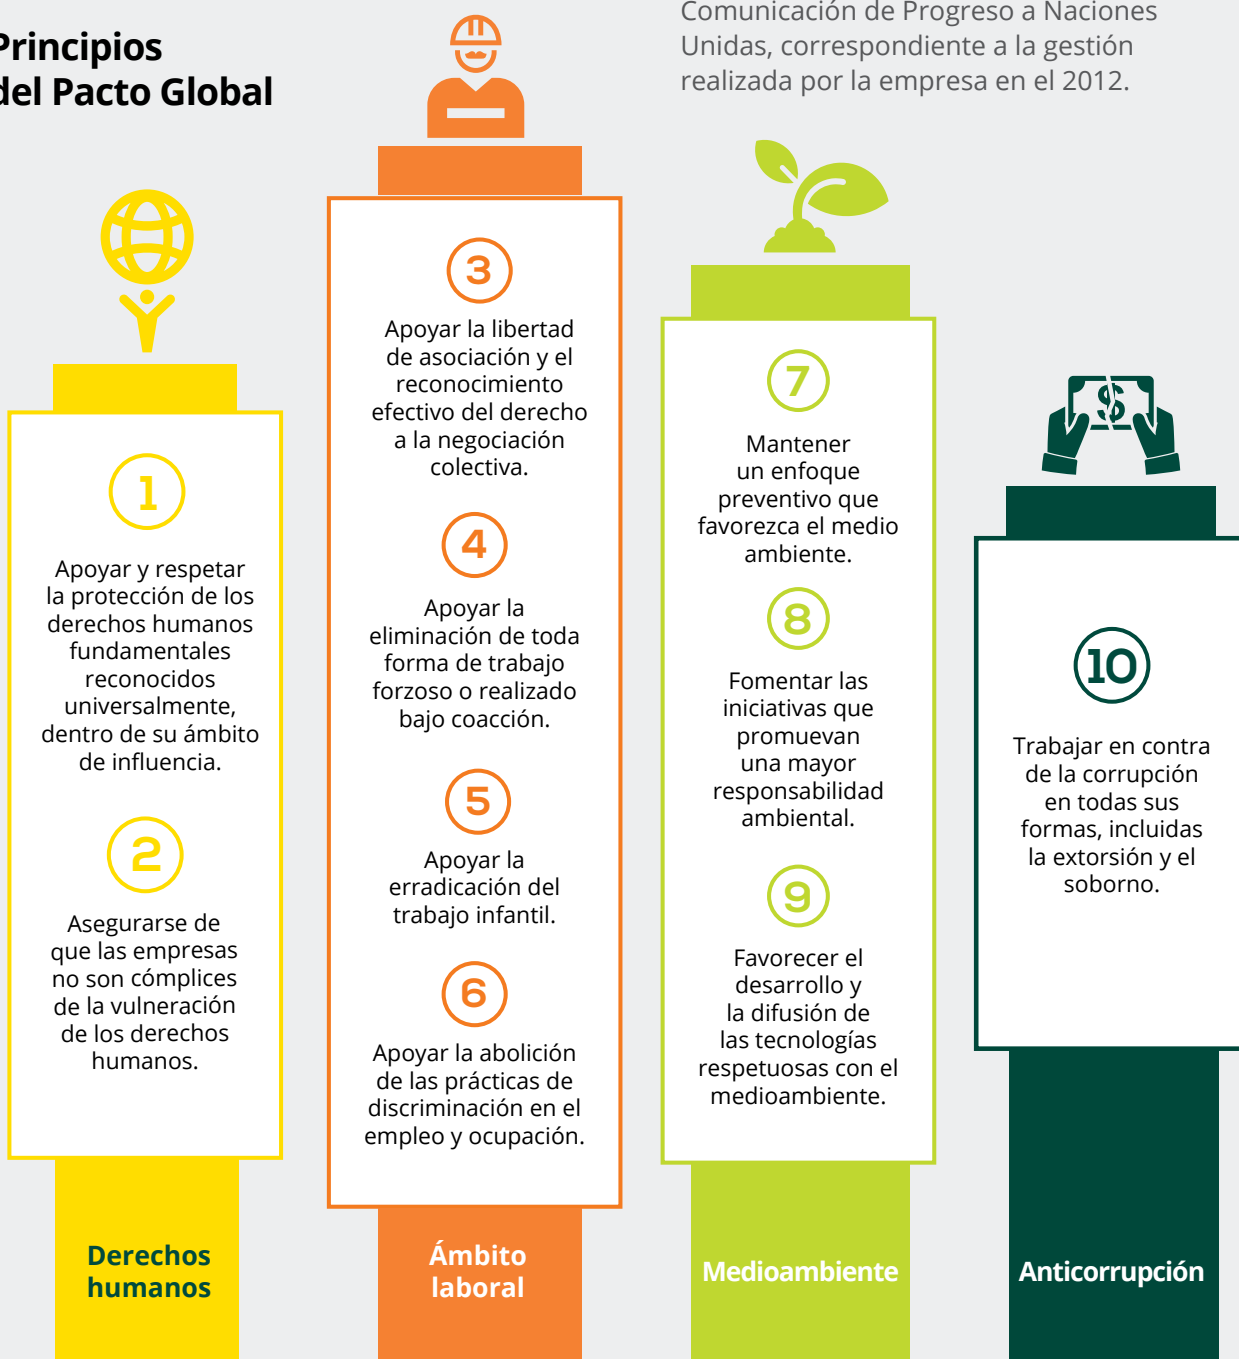 Principios
del Pacto Global
Comunicación de Progreso a Naciones
Unidas, correspondiente a la gestión
realizada por la empresa en el 2012.
1
Apoyar y respetar
la protección de los
derechos humanos
fundamentales
reconocidos
universalmente,
dentro de su ámbito
de influencia.
2
Asegurarse de
que las empresas
no son cómplices
de la vulneración
de los derechos
humanos.
Derechos
humanos
3
Apoyar la libertad
de asociación y el
reconocimiento
efectivo del derecho
a la negociación
colectiva.
4
Apoyar la
eliminación de toda
forma de trabajo
forzoso o realizado
bajo coacción.
5
Apoyar la
erradicación del
trabajo infantil.
6
Apoyar la abolición
de las prácticas de
discriminación en el
empleo y ocupación.
Ámbito
laboral
7
Mantener
un enfoque
preventivo que
favorezca el medio
ambiente.
8
Fomentar las
iniciativas que
promuevan
una mayor
responsabilidad
ambiental.
9
Favorecer el
desarrollo y
la difusión de
las tecnologías
respetuosas con el
medioambiente.
Medioambiente
$
10
Trabajar en contra
de la corrupción
en todas sus
formas, incluidas
la extorsión y el
soborno.
Anticorrupción